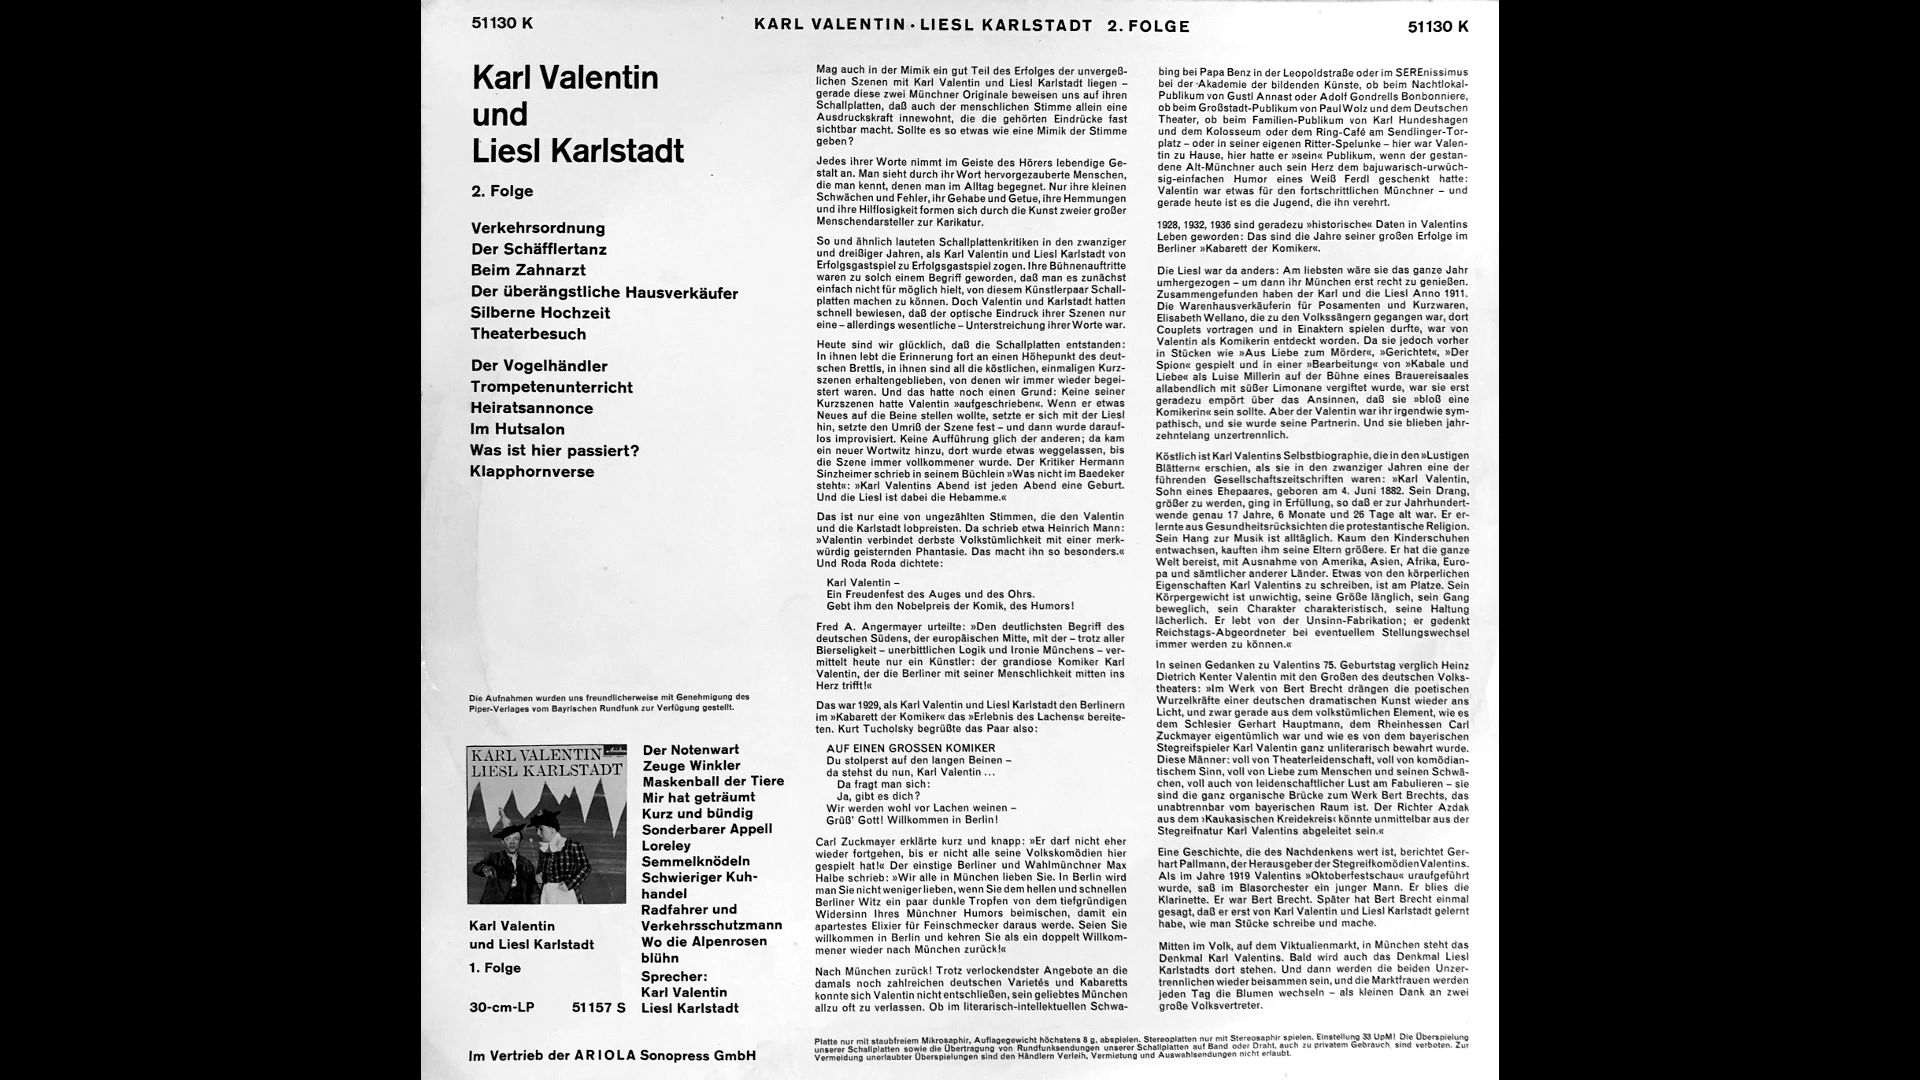 51130 K
KARL VALENTIN · LIESL KARLSTADT 2. FOLGE
51130 K
Karl Valentin
und
Liesl Karlstadt
2. Folge
Verkehrsordnung
Der Schäfflertanz
Beim Zahnarzt
Der überängstliche Hausverkäufer
Silberne Hochzeit
Theaterbesuch
Der Vogelhändler
Trompetenunterricht
Heiratsannonce
Im Hutsalon
Was ist hier passiert?
Klapphornverse
Die Aufnahmen wurden uns freundlicherweise mit Genehmigung des
Piper-Verlages vom Bayrischen Rundfunk zur Verfügung gestellt.
KARL VALENTIN
LIESL KARLSTADT
Karl Valentin
und Liesl Karlstadt
1. Folge
30-cm-LP 51157 S
Der Notenwart
Zeuge Winkler
Maskenball der Tiere
Mir hat geträumt
Kurz und bündig
Sonderbarer Appell
Loreley
Semmelknödeln
Schwieriger Kuh-
handel
Radfahrer und
Verkehrsschutzmann
Wo die Alpenrosen
blühn
Sprecher:
Karl Valentin
Liesl Karlstadt
Im Vertrieb der ARIOLA Sonopress GmbH
Mag auch in der Mimik ein gut Teil des Erfolges der unvergeß-
lichen Szenen mit Karl Valentin und Liesl Karlstadt liegen –
gerade diese zwei Münchner Originale beweisen uns auf ihren
Schallplatten, daß auch der menschlichen Stimme allein eine
Ausdruckskraft innewohnt, die die gehörten Eindrücke fast
sichtbar macht. Sollte es so etwas wie eine Mimik der Stimme
geben?
Jedes ihrer Worte nimmt im Geiste des Hörers lebendige Ge-
stalt an. Man sieht durch ihr Wort hervorgezauberte Menschen,
die man kennt, denen man im Alltag begegnet. Nur ihre kleinen
Schwächen und Fehler, ihr Gehabe und Getue, ihre Hemmungen
und ihre Hilflosigkeit formen sich durch die Kunst zweier großer
Menschendarsteller zur Karikatur.
So und ähnlich lauteten Schallplattenkritiken in den zwanziger
und dreißiger Jahren, als Karl Valentin und Liesl Karlstadt von
Erfolgsgastspiel zu Erfolgsgastspiel zogen. Ihre Bühnenauftritte
waren zu solch einem Begriff geworden, daß man es zunächst
einfach nicht für möglich hielt, von diesem Künstlerpaar Schall-
platten machen zu können. Doch Valentin und Karlstadt hatten
schnell bewiesen, daß der optische Eindruck ihrer Szenen nur
eine – allerdings wesentliche – Unterstreichung ihrer Worte war.
Heute sind wir glücklich, daß die Schallplatten entstanden:
In ihnen lebt die Erinnerung fort an einen Höhepunkt des deut-
schen Brettls, in ihnen sind all die köstlichen, einmaligen Kurz-
szenen erhaltengeblieben, von denen wir immer wieder begei-
stert waren. Und das hatte noch einen Grund: Keine seiner
Kurzszenen hatte Valentin »aufgeschrieben«. Wenn er etwas
Neues auf die Beine stellen wollte, setzte er sich mit der Liesl
hin, setzte den Umriß der Szene fest – und dann wurde darauf-
los improvisiert. Keine Aufführung glich der anderen; da kam
ein neuer Wortwitz hinzu, dort wurde etwas weggelassen, bis
die Szene immer vollkommener wurde. Der Kritiker Hermann
Sinzheimer schrieb in seinem Büchlein »Was nicht im Baedeker
steht«: »Karl Valentins Abend ist jeden Abend eine Geburt.
Und die Liesl ist dabei die Hebamme.«
Das ist nur eine von ungezählten Stimmen, die den Valentin
und die Karlstadt lobpreisten. Da schrieb etwa Heinrich Mann:
»Valentin verbindet derbste Volkstümlichkeit mit einer merk-
würdig geisternden Phantasie. Das macht ihn so besonders.«
Und Roda Roda dichtete:
Karl Valentin –
Ein Freudenfest des Auges und des Ohrs.
Gebt ihm den Nobelpreis der Komik, des Humors!
Fred A. Angermayer urteilte: »Den deutlichsten Begriff des
deutschen Südens, der europäischen Mitte, mit der – trotz aller
Bierseligkeit – unerbittlichen Logik und Ironie Münchens – ver-
mittelt heute nur ein Künstler: der grandiose Komiker Karl
Valentin, der die Berliner mit seiner Menschlichkeit mitten ins
Herz trifft!«
Das war 1929, als Karl Valentin und Liesl Karlstadt den Berlinern
im »Kabarett der Komiker« das »Erlebnis des Lachens« bereite-
ten. Kurt Tucholsky begrüßte das Paar also:
AUF EINEN GROSSEN KOMIKER
Du stolperst auf den langen Beinen –
da stehst du nun, Karl Valentin ...
Da fragt man sich:
Ja, gibt es dich?
Wir werden wohl vor Lachen weinen –
Grüß' Gott! Willkommen in Berlin!
Carl Zuckmayer erklärte kurz und knapp: »Er darf nicht eher
wieder fortgehen, bis er nicht alle seine Volkskomödien hier
gespielt hat!« Der einstige Berliner und Wahlmünchner Max
Halbe schrieb: »Wir alle in München lieben Sie. In Berlin wird
man Sie nicht weniger lieben, wenn Sie dem hellen und schnellen
Berliner Witz ein paar dunkle Tropfen von dem tiefgründigen
Widersinn Ihres Münchner Humors beimischen, damit ein
apartestes Elixier für Feinschmecker daraus werde. Seien Sie
willkommen in Berlin und kehren Sie als ein doppelt Willkom-
mener wieder nach München zurück!«
Nach München zurück! Trotz verlockendster Angebote an die
damals noch zahlreichen deutschen Varietés und Kabaretts
konnte sich Valentin nicht entschließen, sein geliebtes München
allzu oft zu verlassen. Ob im literarisch-intellektuellen Schwa-
bing bei Papa Benz in der Leopoldstraße oder im SEREnissimus
bei der Akademie der bildenden Künste, ob beim Nachtlokal-
Publikum von Gustl Annast oder Adolf Gondrells Bonbonniere,
ob beim Großstadt-Publikum von Paul Wolz und dem Deutschen
Theater, ob beim Familien-Publikum von Karl Hundeshagen
und dem Kolosseum oder dem Ring-Café am Sendlinger-Tor-
platz – oder in seiner eigenen Ritter-Spelunke – hier war Valen-
tin zu Hause, hier hatte er »sein« Publikum, wenn der gestan-
dene Alt-Münchner auch sein Herz dem bajuwarisch-urwüch-
sig-einfachen Humor eines Weiß Ferdl geschenkt hatte:
Valentin war etwas für den fortschrittlichen Münchner – und
gerade heute ist es die Jugend, die ihn verehrt.
1928, 1932, 1936 sind geradezu »historische« Daten in Valentins
Leben geworden: Das sind die Jahre seiner großen Erfolge im
Berliner »Kabarett der Komiker«.
Die Liesl war da anders: Am liebsten wäre sie das ganze Jahr
umhergezogen – um dann ihr München erst recht zu genießen.
Zusammengefunden haben der Karl und die Liesl Anno 1911.
Die Warenhausverkäuferin für Posamenten und Kurzwaren,
Elisabeth Wellano, die zu den Volkssängern gegangen war, dort
Couplets vortragen und in Einaktern spielen durfte, war von
Valentin als Komikerin entdeckt worden. Da sie jedoch vorher
in Stücken wie »Aus Liebe zum Mörder«, »Gerichtet«, »Der
Spion« gespielt und in einer »Bearbeitung« von »Kabale und
Liebe« als Luise Millerin auf der Bühne eines Brauereisaales
allabendlich mit süßer Limonade vergiftet wurde, war sie erst
geradezu empört über das Ansinnen, daß sie »bloß eine
Komikerin« sein sollte. Aber der Valentin war ihr irgendwie sym-
pathisch, und sie wurde seine Partnerin. Und sie blieben jahr-
zehntelang unzertrennlich.
Köstlich ist Karl Valentins Selbstbiographie, die in den »Lustigen
Blättern« erschien, als sie in den zwanziger Jahren eine der
führenden Gesellschaftszeitschriften waren: »Karl Valentin,
Sohn eines Ehepaares, geboren am 4. Juni 1882. Sein Drang,
größer zu werden, ging in Erfüllung, so daß er zur Jahrhundert-
wende genau 17 Jahre, 6 Monate und 26 Tage alt war. Er er-
lernte aus Gesundheitsrücksichten die protestantische Religion.
Sein Hang zur Musik ist alltäglich. Kaum den Kinderschuhen
entwachsen, kauften ihm seine Eltern größere. Er hat die ganze
Welt bereist, mit Ausnahme von Amerika, Asien, Afrika, Euro-
pa und sämtlicher anderer Länder. Etwas von den körperlichen
Eigenschaften Karl Valentins zu schreiben, ist am Platze. Sein
Körpergewicht ist unwichtig, seine Größe länglich, sein Gang
beweglich, sein Charakter charakteristisch, seine Haltung
lächerlich. Er lebt von der Unsinn-Fabrikation; er gedenkt
Reichstags-Abgeordneter bei eventuellem Stellungswechsel
immer werden zu können.«
In seinen Gedanken zu Valentins 75. Geburtstag verglich Heinz
Dietrich Kenter Valentin mit den Großen des deutschen Volks-
theaters: »Im Werk von Bert Brecht drängen die poetischen
Wurzelkräfte einer deutschen dramatischen Kunst wieder ans
Licht, und zwar gerade aus dem volkstümlichen Element, wie es
dem Schlesier Gerhart Hauptmann, dem Rheinhessen Carl
Zuckmayer eigentümlich war und wie es von dem bayerischen
Stegreifspieler Karl Valentin ganz unliterarisch bewahrt wurde.
Diese Männer: voll von Theaterleidenschaft, voll von komödian-
tischem Sinn, voll von Liebe zum Menschen und seinen Schwä-
chen, voll auch von leidenschaftlicher Lust am Fabulieren – sie
sind die ganz organische Brücke zum Werk Bert Brechts, das
unabtrennbar vom bayerischen Raum ist. Der Richter Azdak
aus dem ›Kaukasischen Kreidekreis‹ könnte unmittelbar aus der
Stegreifnatur Karl Valentins abgeleitet sein.«
Eine Geschichte, die des Nachdenkens wert ist, berichtet Ger-
hart Pallmann, der Herausgeber der Stegreifkomödien Valentins.
Als im Jahre 1919 Valentins »Oktoberfestschau« uraufgeführt
wurde, saß im Blasorchester ein junger Mann. Er blies die
Klarinette. Er war Bert Brecht. Später hat Bert Brecht einmal
gesagt, daß er erst von Karl Valentin und Liesl Karlstadt gelernt
habe, wie man Stücke schreibe und mache.
Mitten im Volk, auf dem Viktualienmarkt, in München steht das
Denkmal Karl Valentins. Bald wird auch das Denkmal Liesl
Karlstadts dort stehen. Und dann werden die beiden Unzer-
trennlichen wieder beisammen sein, und die Marktfrauen werden
jeden Tag die Blumen wechseln – als kleinen Dank an zwei
große Volksvertreter.
Platte nur mit staubfreiem Mikrosaphir, Auflagegewicht höchstens 8 g, abspielen. Stereoplatten nur mit Stereosaphir spielen. Einstellung 33 UpM! Die Überspielung
unserer Schallplatten sowie die Übertragung von Rundfunksendungen unserer Schallplatten auf Band oder Draht, auch zu privatem Gebrauch, sind verboten. Zur
Vermeidung unerlaubter Überspielungen sind den Händlern Verleih, Vermietung und Auswahlsendungen nicht erlaubt.